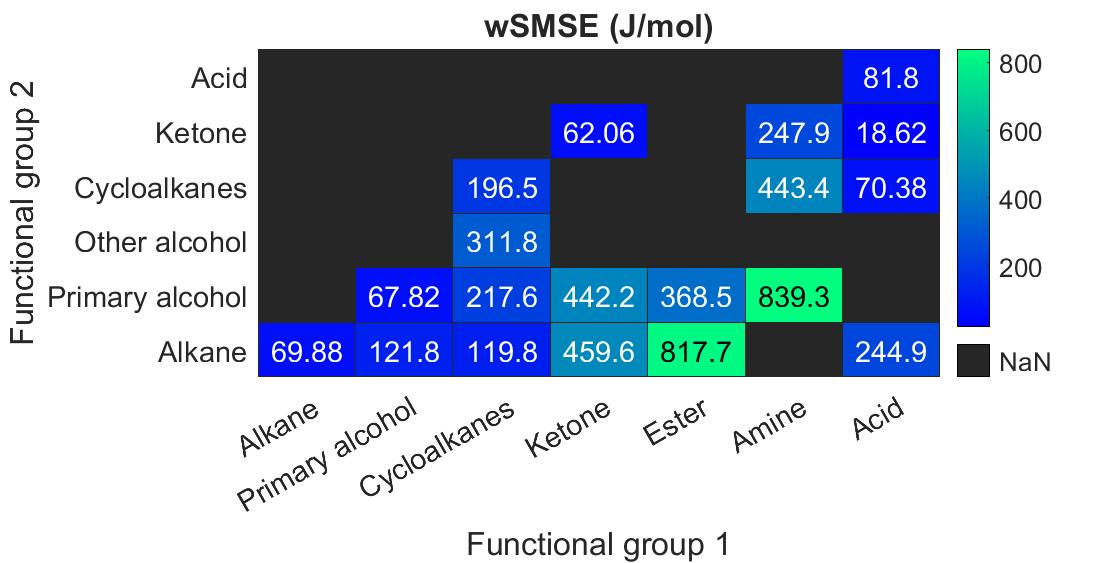 wSMSE (J/mol)
Functional group 2
Acid 81.8
Ketone 62.06 247.9 18.62
Cycloalkanes 196.5 443.4 70.38
Other alcohol 311.8
Primary alcohol 67.82 217.6 442.2 368.5 839.3
Alkane 69.88 121.8 119.8 459.6 817.7 244.9
Alkane Primary alcohol Cycloalkanes Ketone Ester Amine Acid
Functional group 1
800
600
400
200
NaN